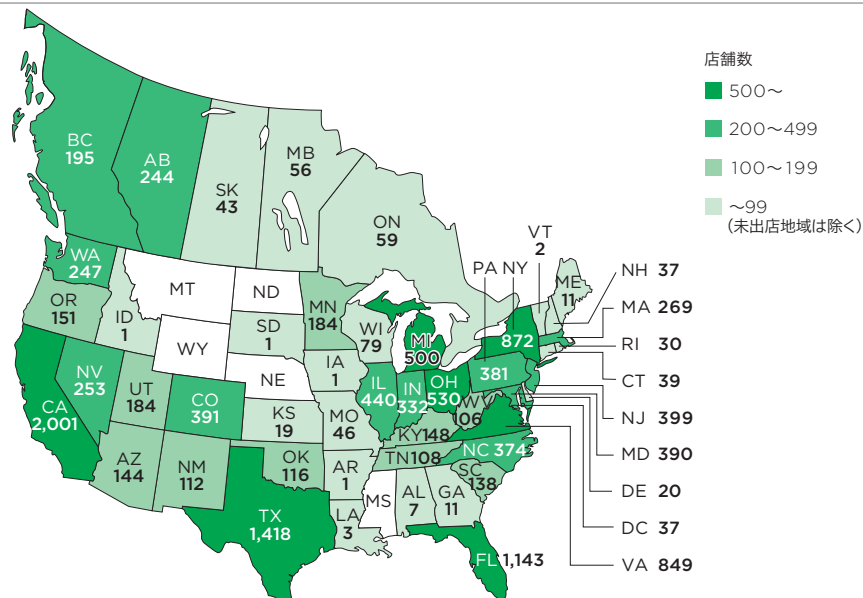 店舗数
500～
200～499
100～199
～99
(未出店地域は除く)
BC
195
AB
244
SK
43
MB
56
ON
59
WA
247
OR
151
ID
1
MT
WY
ND
SD
1
NE
MN
184
WI
79
MI
500
IA
1
CA
2,001
NV
253
UT
184
CO
391
KS
19
MO
46
IL
440
IN
332
OH
530
WV
106
KY148
TN108
AZ
144
NM
112
OK
116
AR
1
TX
1,418
LA
3
MS
AL
7
GA
11
SC
138
NC 374
FL 1,143
PA
381
NY
872
VT
2
ME
11
NH 37
MA 269
RI 30
CT 39
NJ 399
MD 390
DE 20
DC 37
VA 849